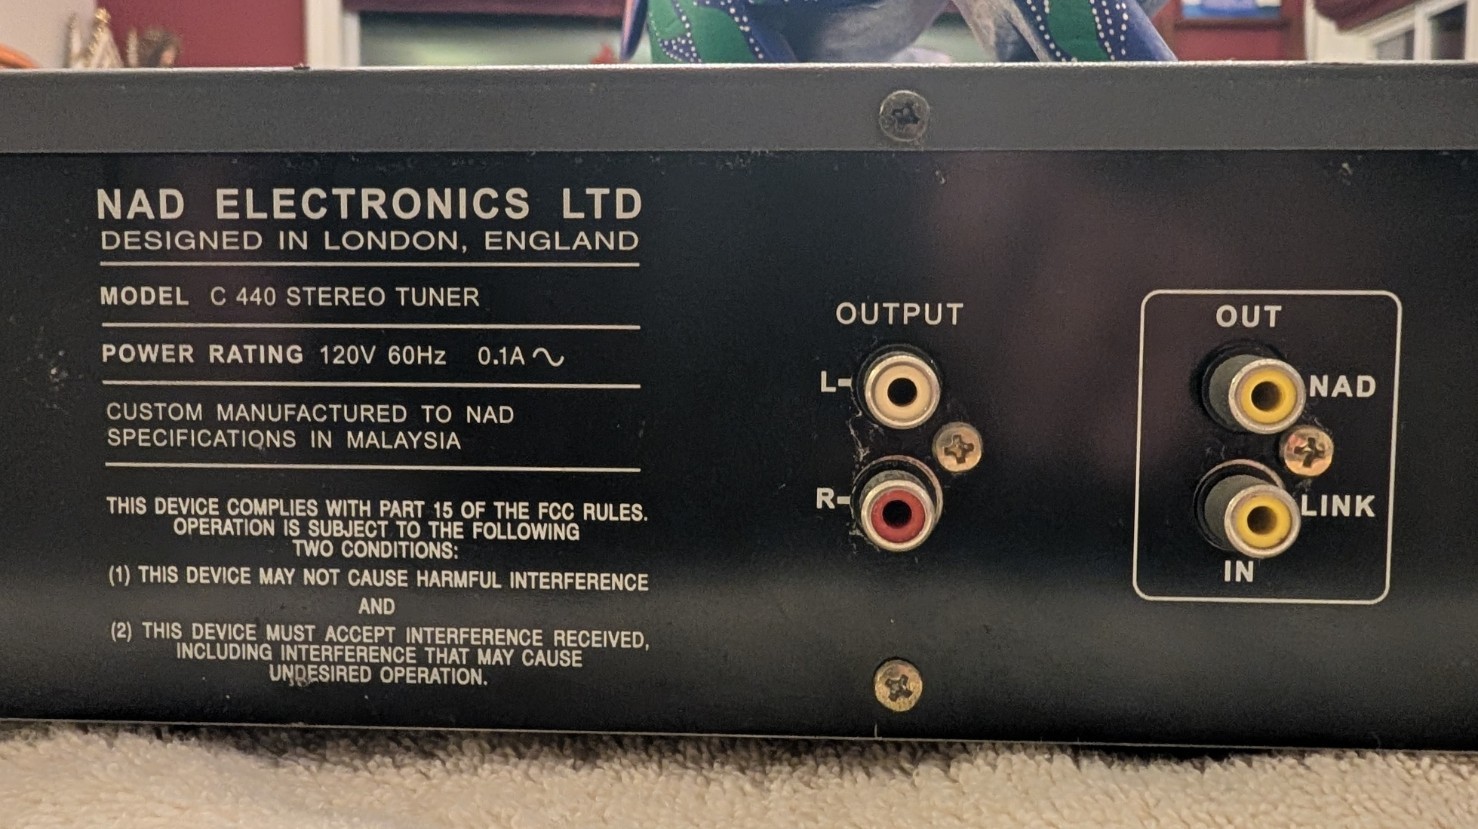 NAD ELECTRONICS LTD
DESIGNED IN LONDON, ENGLAND
MODEL C 440 STEREO TUNER
POWER RATING 120V 60Hz 0.1A ∿
CUSTOM MANUFACTURED TO NAD
SPECIFICATIONS IN MALAYSIA
THIS DEVICE COMPLIES WITH PART 15 OF THE FCC RULES.
OPERATION IS SUBJECT TO THE FOLLOWING
TWO CONDITIONS:
(1) THIS DEVICE MAY NOT CAUSE HARMFUL INTERFERENCE
AND
(2) THIS DEVICE MUST ACCEPT INTERFERENCE RECEIVED,
INCLUDING INTERFERENCE THAT MAY CAUSE
UNDESIRED OPERATION.
OUTPUT
L-
R-
OUT
NAD
LINK
IN